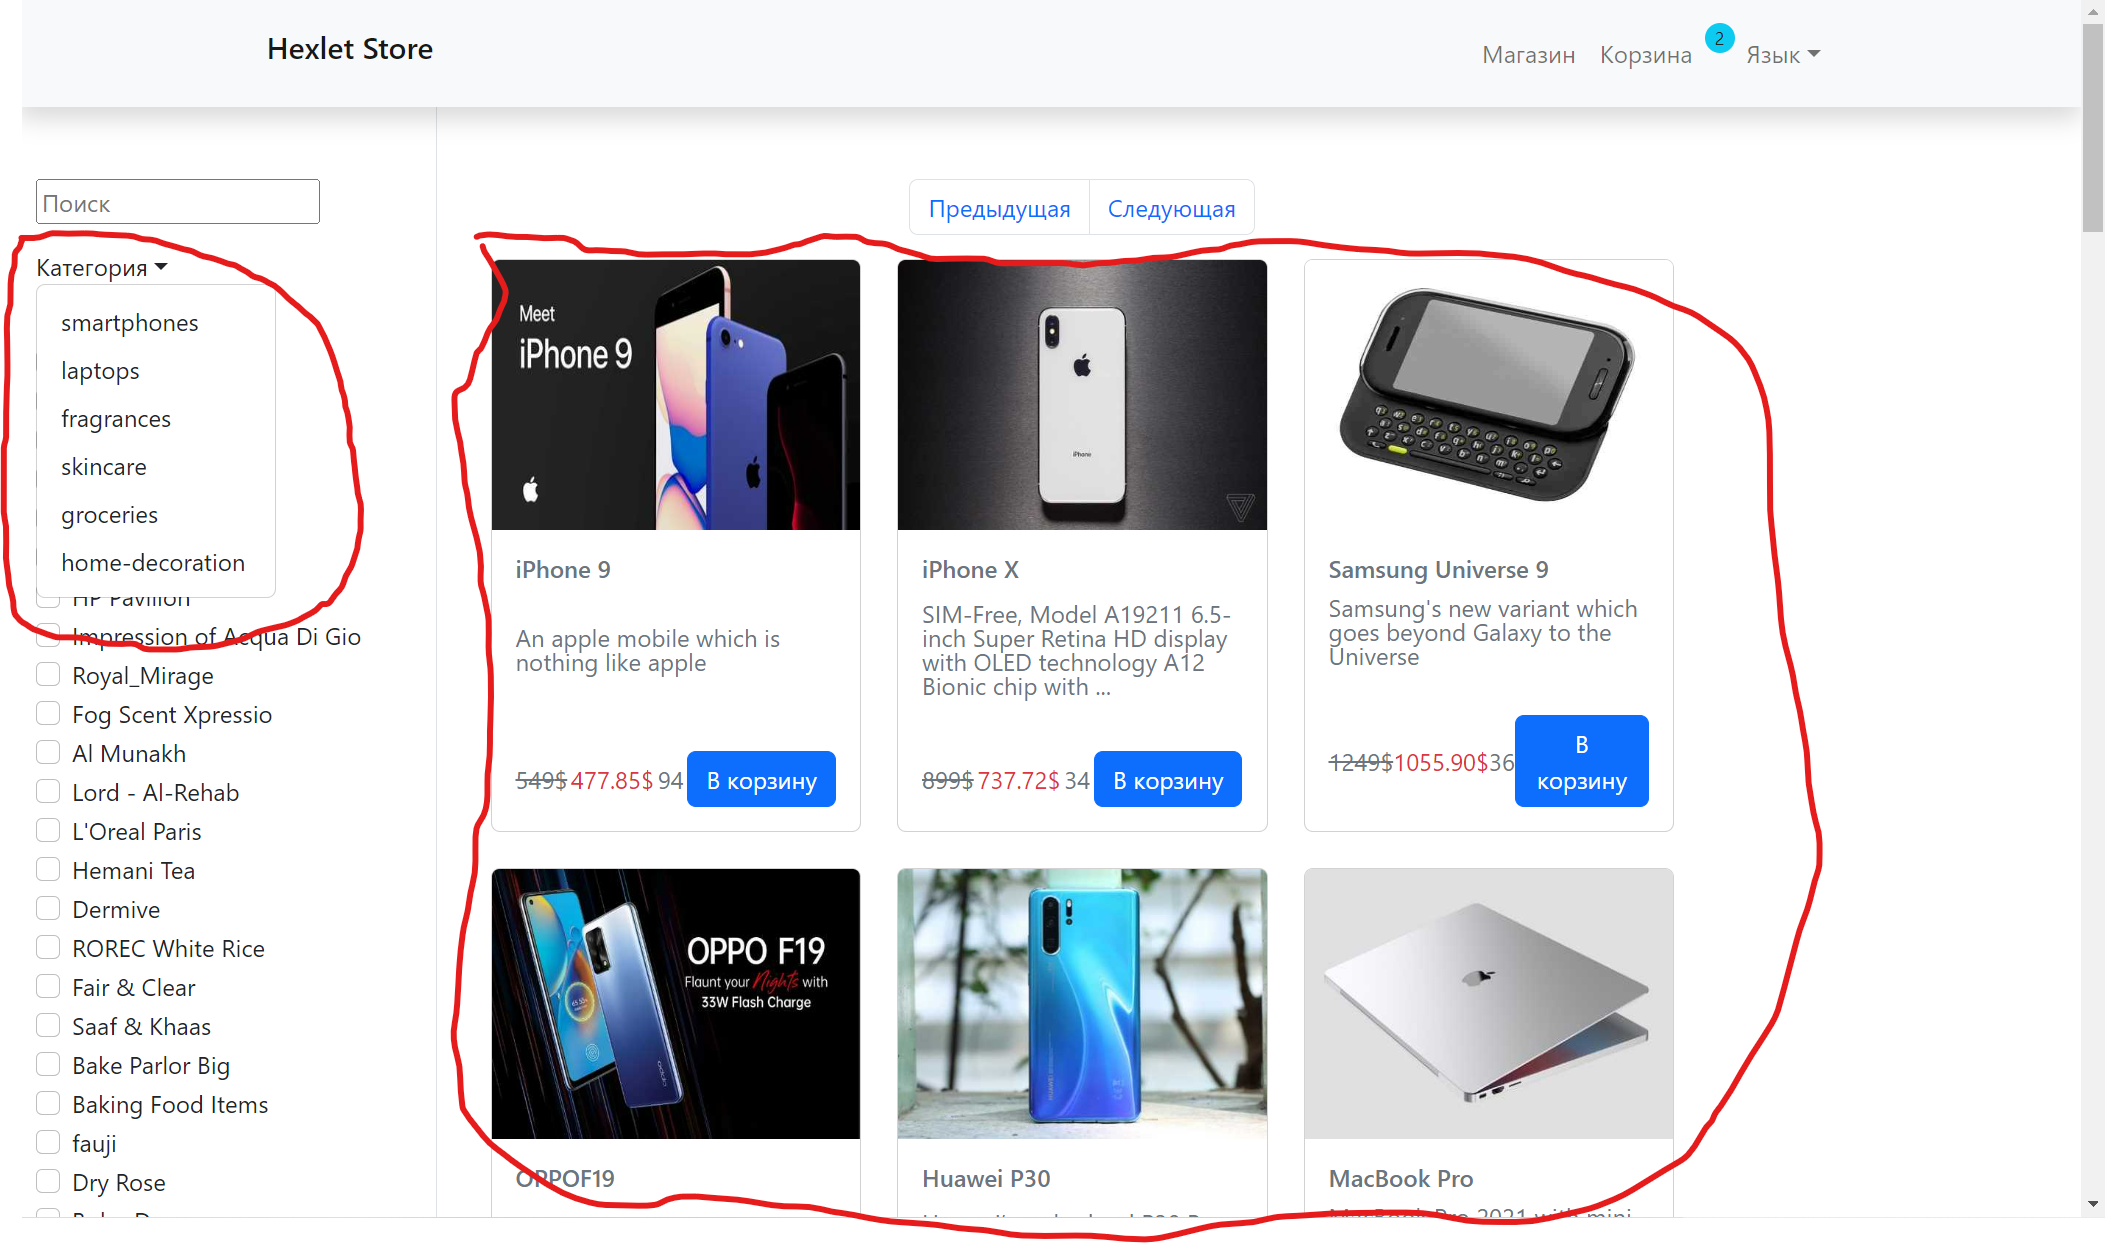 Hexlet Store
Магазин Корзина 2 Язык
Поиск
Предыдущая Следующая
Категория
smartphones
laptops
fragrances
skincare
groceries
home-decoration
HP Pavilion
Impression of Acqua Di Gio
Royal_Mirage
Fog Scent Xpressio
Al Munakh
Lord - Al-Rehab
L'Oreal Paris
Hemani Tea
Dermive
ROREC White Rice
Fair & Clear
Saaf & Khaas
Bake Parlor Big
Baking Food Items
fauji
Dry Rose
Meet
iPhone 9
iPhone 9
An apple mobile which is
nothing like apple
549$ 477.85$ 94 В корзину
iPhone
iPhone X
SIM-Free, Model A19211 6.5-
inch Super Retina HD display
with OLED technology A12
Bionic chip with ...
899$ 737.72$ 34 В корзину
Samsung Universe 9
Samsung's new variant which
goes beyond Galaxy to the
Universe
1249$1055.90$36 В
корзину
OPPO F19
Flaunt your Nights with
33W Flash Charge
OPPOF19
Huawei P30
MacBook Pro
MacBook Pro 2021 with mini